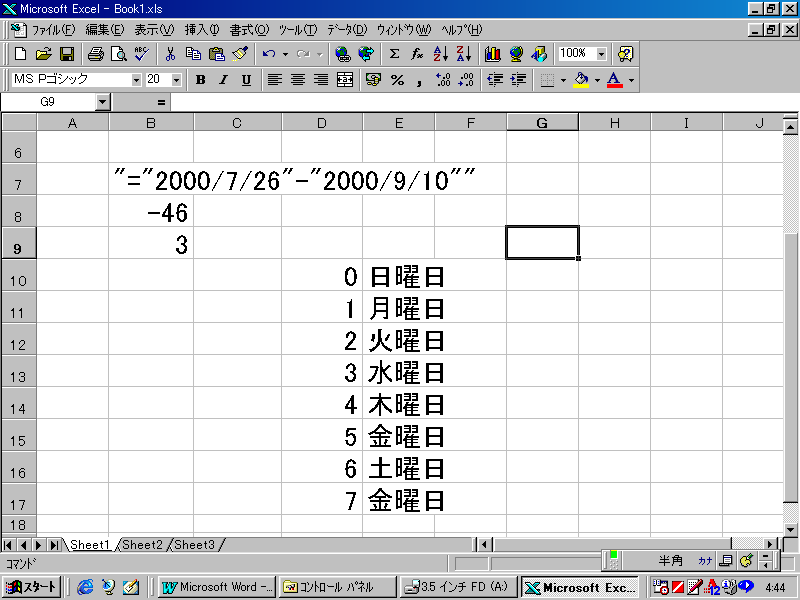 Microsoft Excel - Book1.xls
ファイル(F) 編集(E) 表示(V) 挿入(I) 書式(O) ツール(T) データ(D) ウィンドウ(W) ヘルプ(H)
100%
MS Pゴシック 20 B I U
G9 =
A B C D E F G H I J
6
7 "="2000/7/26"-"2000/9/10""
8 -46
9 3
10 0 日曜日
11 1 月曜日
12 2 火曜日
13 3 水曜日
14 4 木曜日
15 5 金曜日
16 6 土曜日
17 7 金曜日
18
Sheet1 Sheet2 Sheet3
コマンド
半角 カナ
スタート Microsoft Word -... コントロール パネル 3.5 インチ FD (A:) Microsoft Exc... 4:44